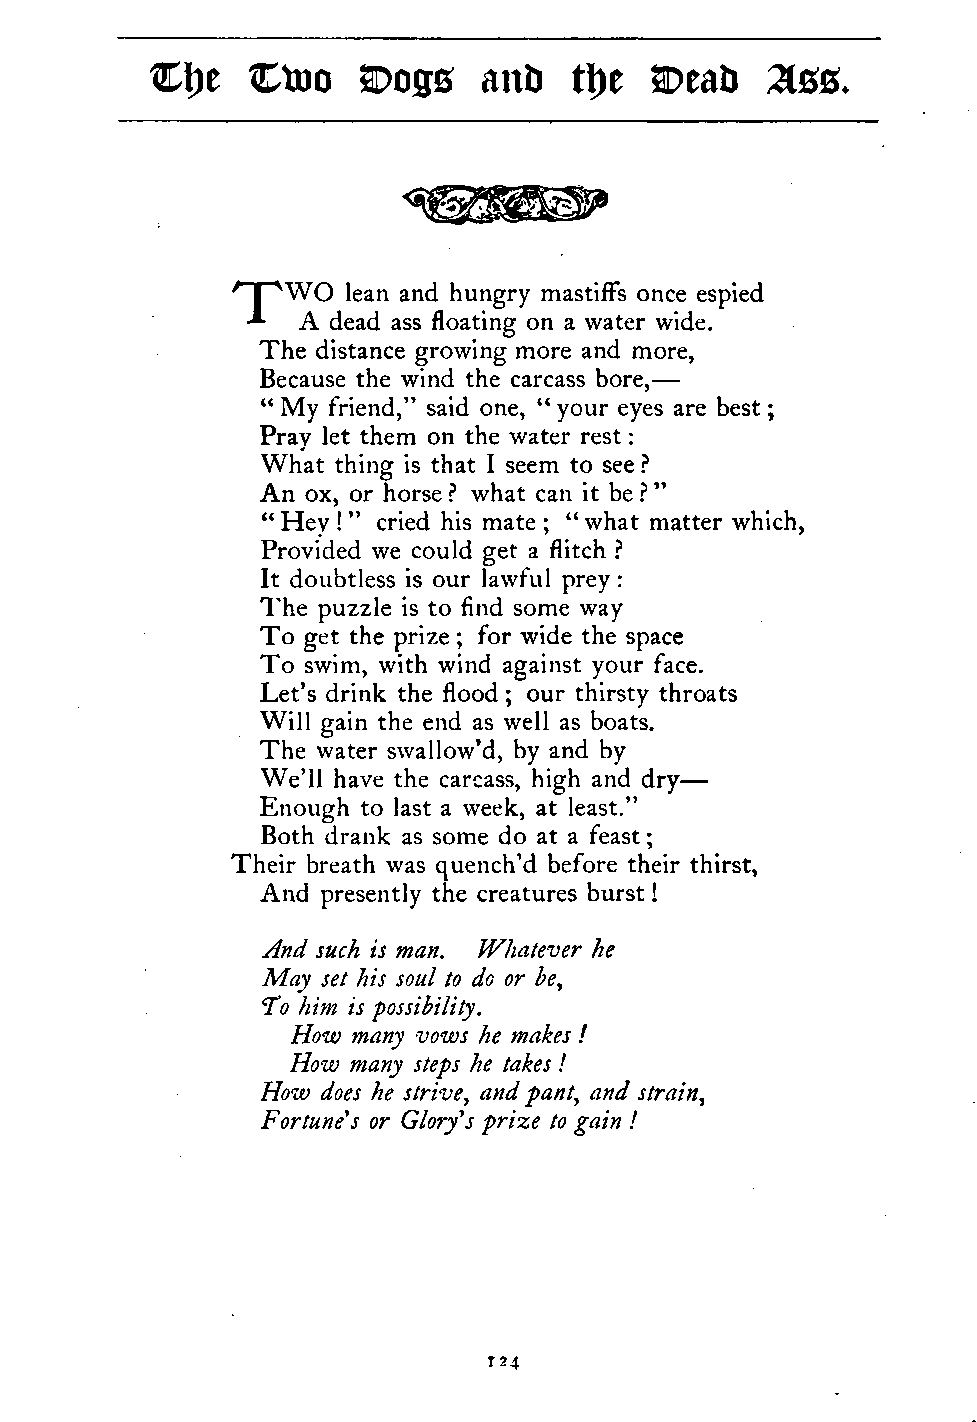 The Two Dogs and the Dead Ass.
TWO lean and hungry mastiffs once espied
A dead ass floating on a water wide.
The distance growing more and more,
Because the wind the carcass bore,—
“My friend,” said one, “your eyes are best;
Pray let them on the water rest:
What thing is that I seem to see?
An ox, or horse? what can it be?”
“Hey!” cried his mate; “what matter which,
Provided we could get a flitch?
It doubtless is our lawful prey:
The puzzle is to find some way
To get the prize; for wide the space
To swim, with wind against your face.
Let's drink the flood; our thirsty throats
Will gain the end as well as boats.
The water swallow'd, by and by
We'll have the carcass, high and dry—
Enough to last a week, at least.”
Both drank as some do at a feast;
Their breath was quench'd before their thirst,
And presently the creatures burst!
And such is man. Whatever he
May set his soul to do or be,
To him is possibility.
How many vows he makes!
How many steps he takes!
How does he strive, and pant, and strain,
Fortune's or Glory's prize to gain!
124